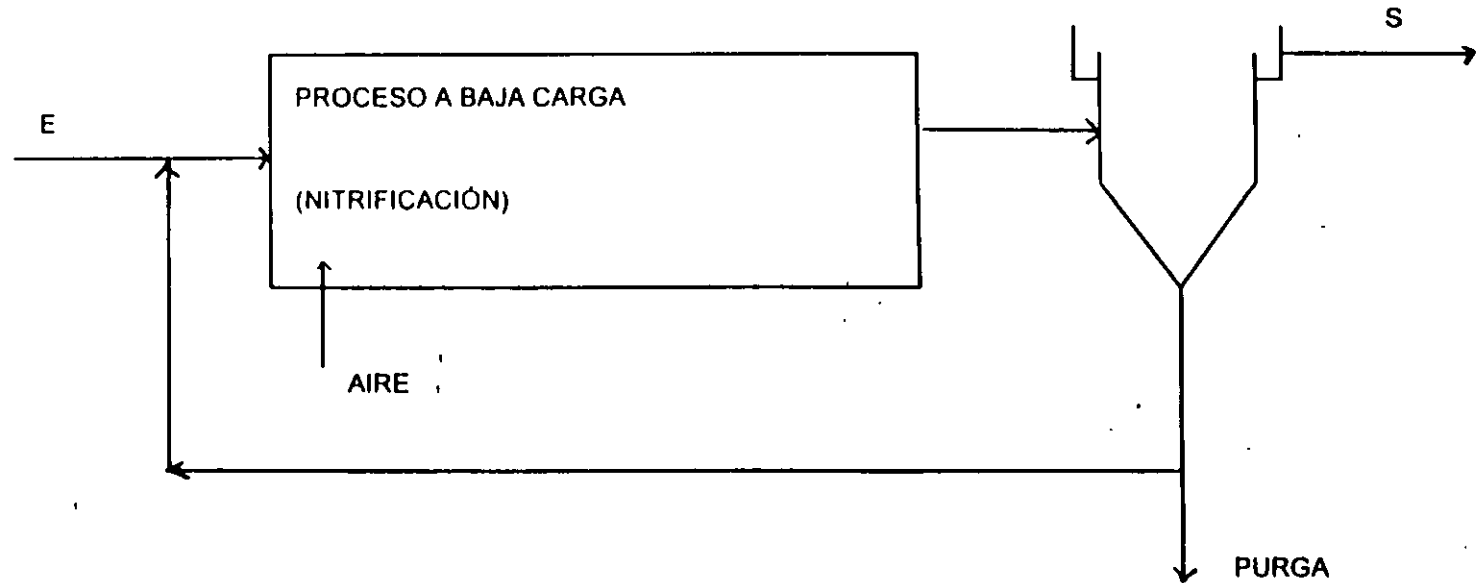 S
PROCESO A BAJA CARGA
E
(NITRIFICACIÓN)
AIRE
PURGA